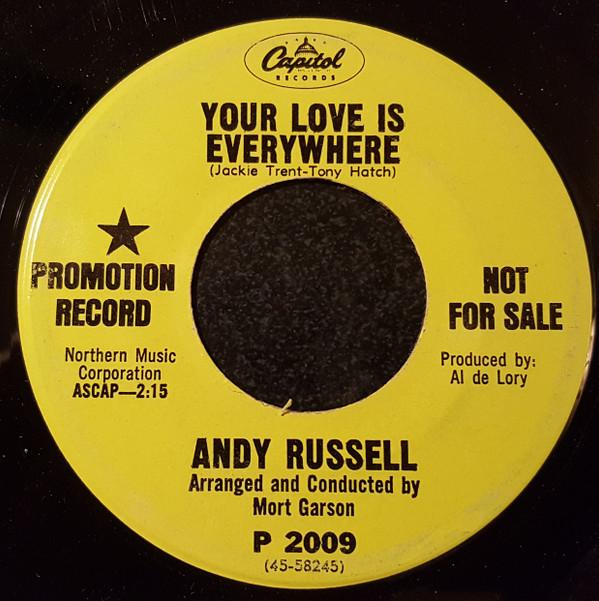 Capitol
RECORDS
YOUR LOVE IS
EVERYWHERE
(Jackie Trent-Tony Hatch)
PROMOTION
RECORD
NOT
FOR SALE
Northern Music
Corporation
ASCAP—2:15
Produced by:
Al de Lory
ANDY RUSSELL
Arranged and Conducted by
Mort Garson
P 2009
(45-58245)